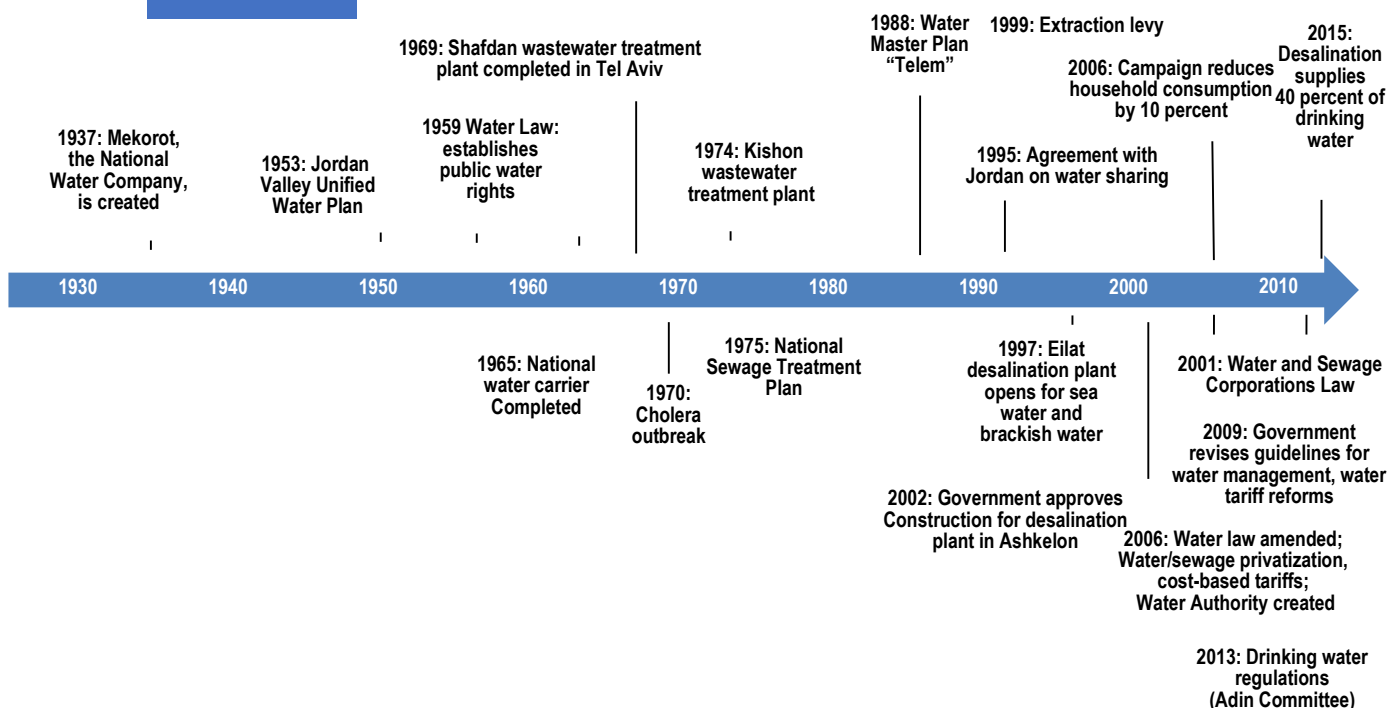 1937: Mekorot,
the National
Water Company,
is created
1953: Jordan
Valley Unified
Water Plan
1959 Water Law:
establishes
public water
rights
1969: Shafdan wastewater treatment
plant completed in Tel Aviv
1974: Kishon
wastewater
treatment plant
1988: Water
Master Plan
“Telem”
1999: Extraction levy
1995: Agreement with
Jordan on water sharing
2006: Campaign reduces
household consumption
by 10 percent
2015:
Desalination
supplies
40 percent of
drinking
water
1930 1940 1950 1960 1970 1980 1990 2000 2010
1965: National
water carrier
Completed
1970:
Cholera
outbreak
1975: National
Sewage Treatment
Plan
1997: Eilat
desalination plant
opens for sea
water and
brackish water
2002: Government approves
Construction for desalination
plant in Ashkelon
2001: Water and Sewage
Corporations Law
2009: Government
revises guidelines for
water management, water
tariff reforms
2006: Water law amended;
Water/sewage privatization,
cost-based tariffs;
Water Authority created
2013: Drinking water
regulations
(Adin Committee)